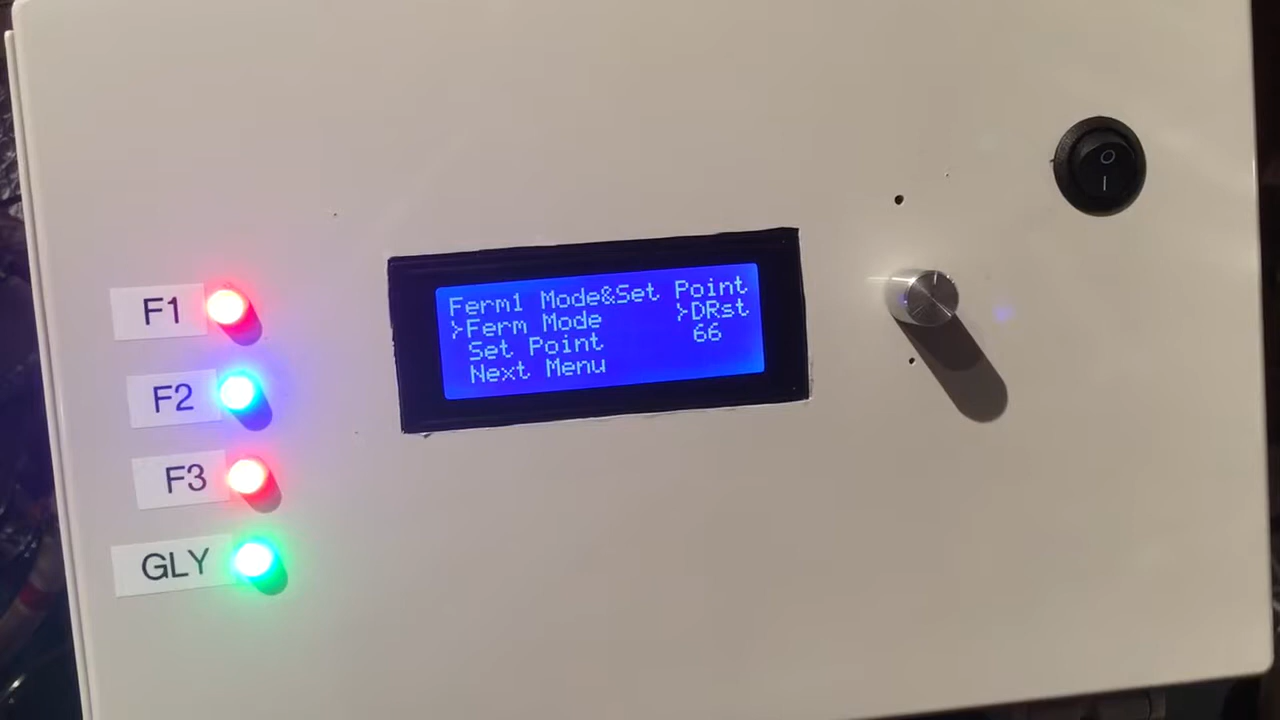 Ferm1 Mode&Set Point
>Ferm Mode >DRst
Set Point 66
Next Menu
F1
F2
F3
GLY
O
I